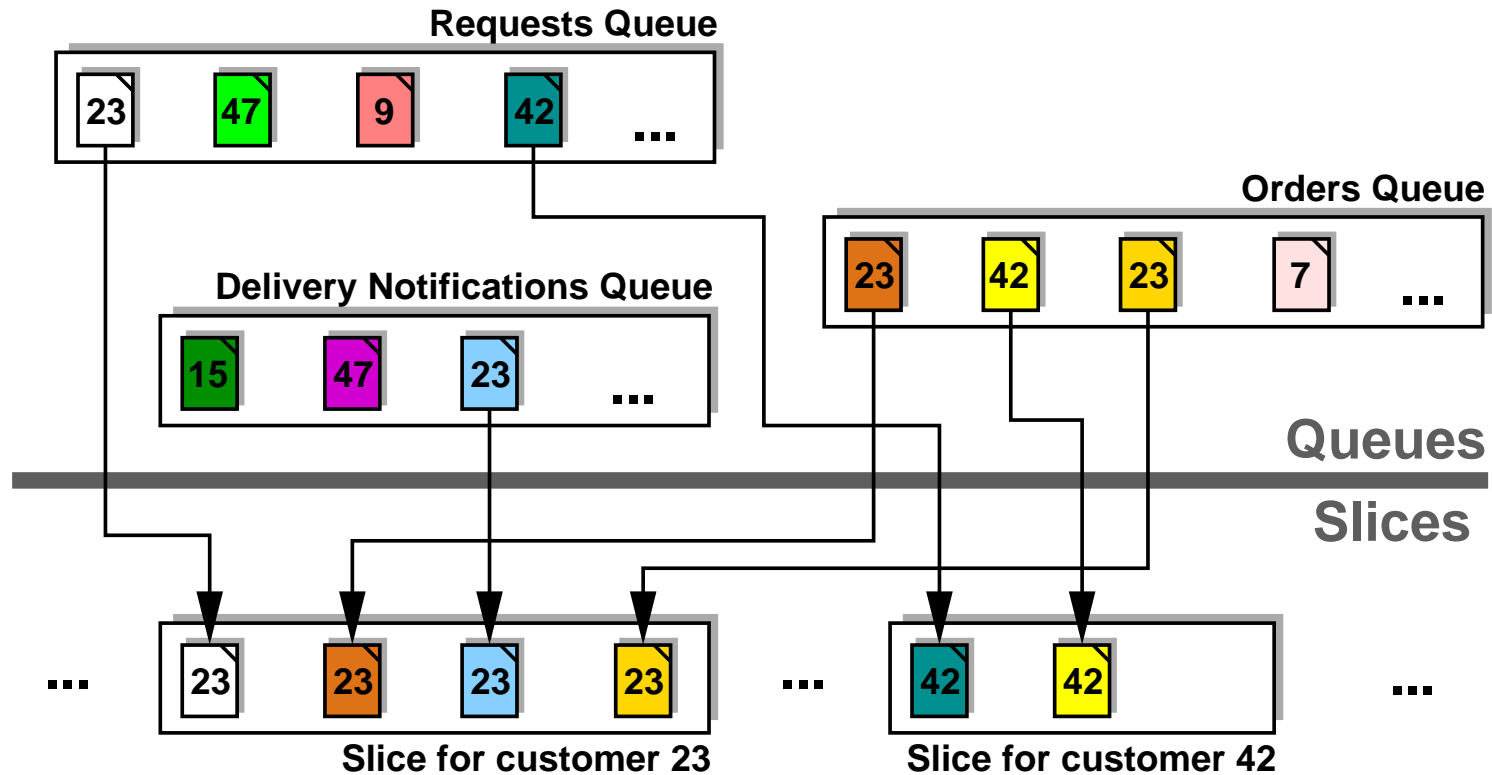 Requests Queue
23 47 9 42 ...
Orders Queue
23 42 23 7 ...
Delivery Notifications Queue
15 47 23 ...
Queues
Slices
... 23 23 23 23 ... 42 42 ...
Slice for customer 23
Slice for customer 42